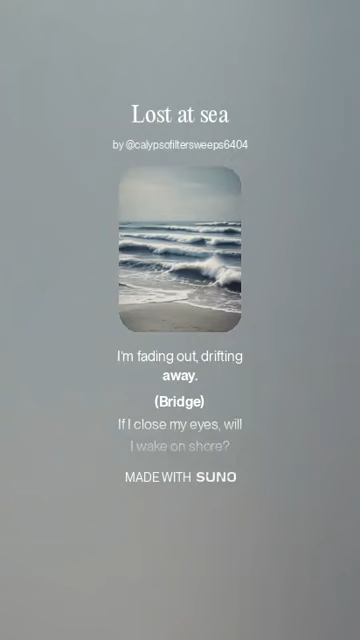 Lost at sea
by @calypsofiltersweeps6404
I'm fading out, drifting
away.
(Bridge)
If I close my eyes, will
I wake on shore?
MADE WITH SUNO